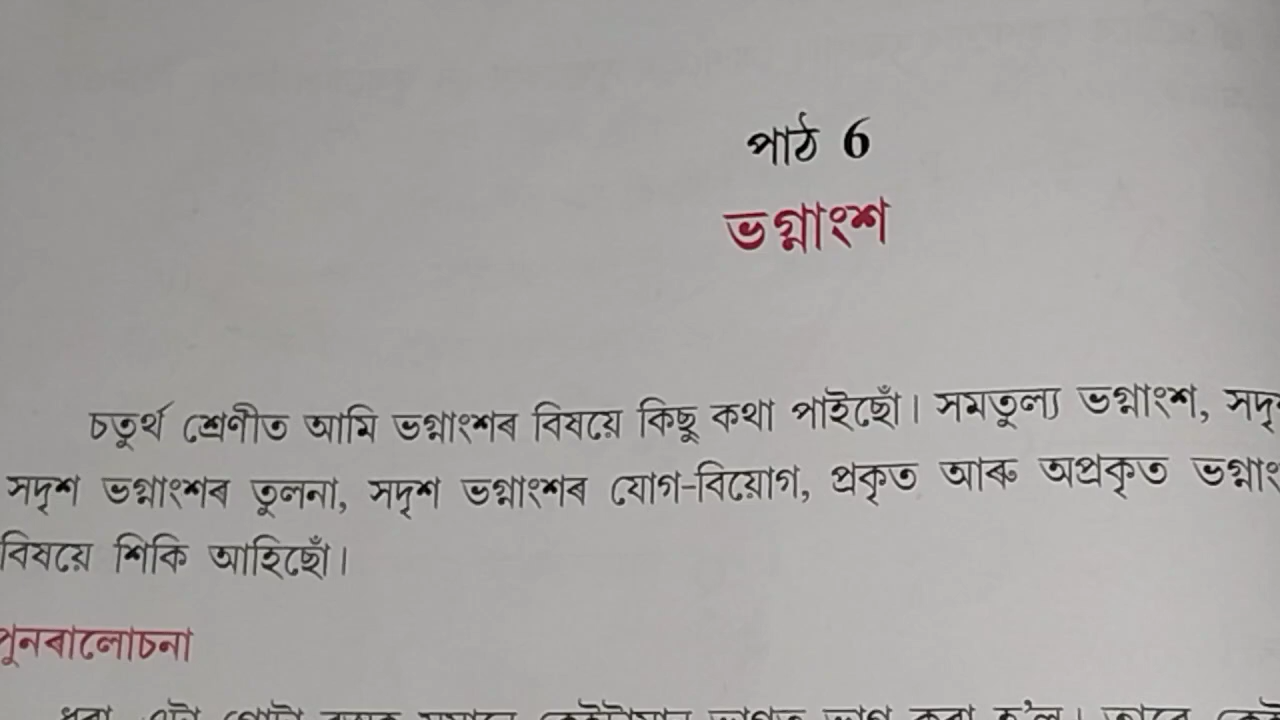 পাঠ 6
ভগ্নাংশ
চতুৰ্থ শ্ৰেণীত আমি ভগ্নাংশৰ বিষয়ে কিছু কথা পাইছোঁ। সমতুল্য ভগ্নাংশ,
সদৃশ ভগ্নাংশৰ তুলনা, সদৃশ ভগ্নাংশৰ যোগ-বিয়োগ, প্ৰকৃত আৰু অপ্ৰকৃত
বিষয়ে শিকি আহিছোঁ।
পুনৰালোচনা